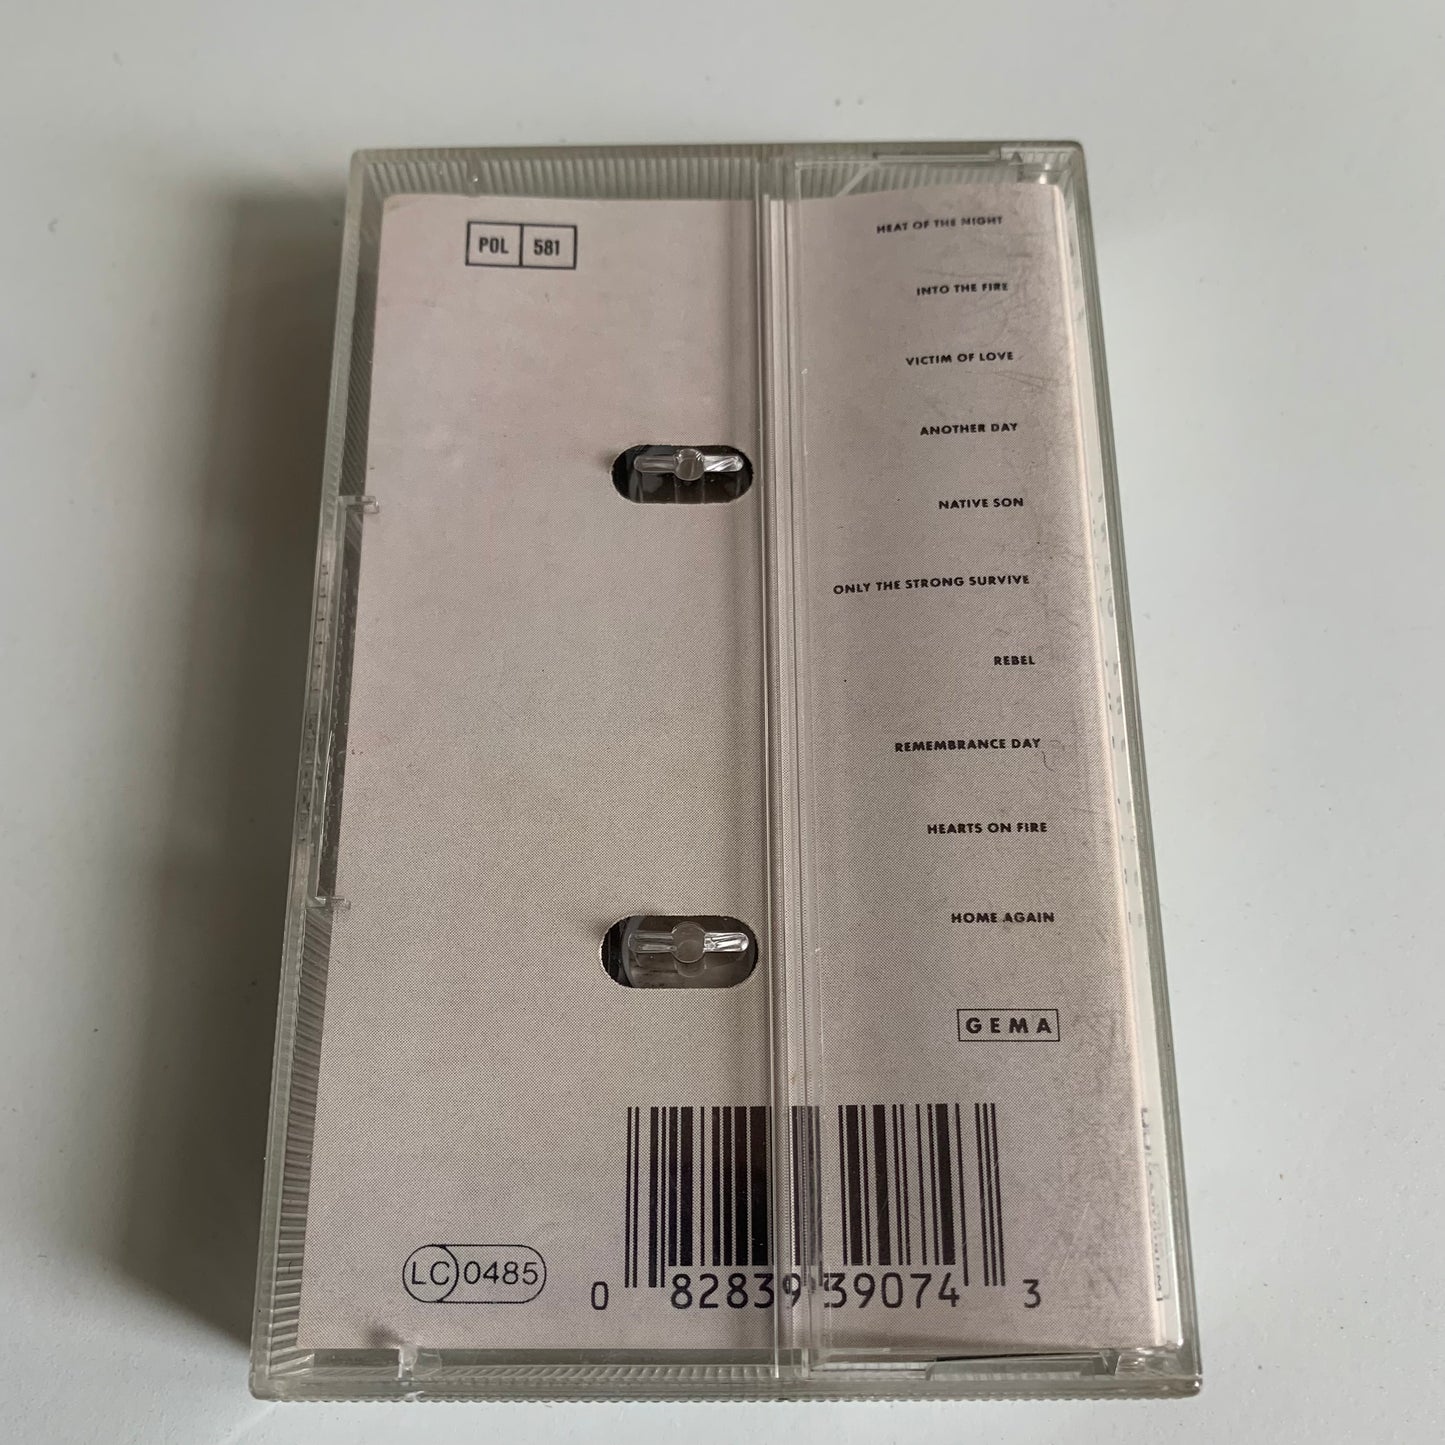 POL 581
HEAT OF THE NIGHT
INTO THE FIRE
VICTIM OF LOVE
ANOTHER DAY
NATIVE SON
ONLY THE STRONG SURVIVE
REBEL
REMEMBRANCE DAY
HEARTS ON FIRE
HOME AGAIN
GEMA
LC 0485
0 82839 39074 3